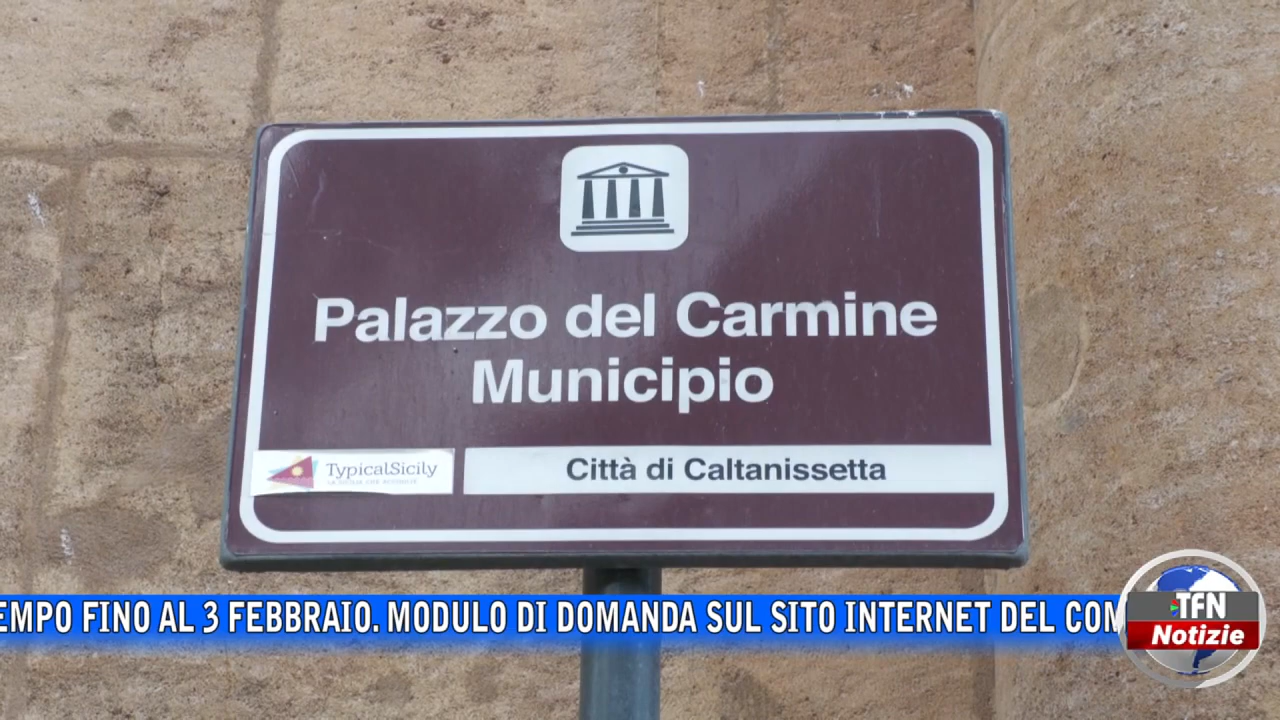 Palazzo del Carmine
Municipio
TypicalSicily
Città di Caltanissetta
EMPO FINO AL 3 FEBBRAIO. MODULO DI DOMANDA SUL SITO INTERNET DEL COM
TFN
Notizie